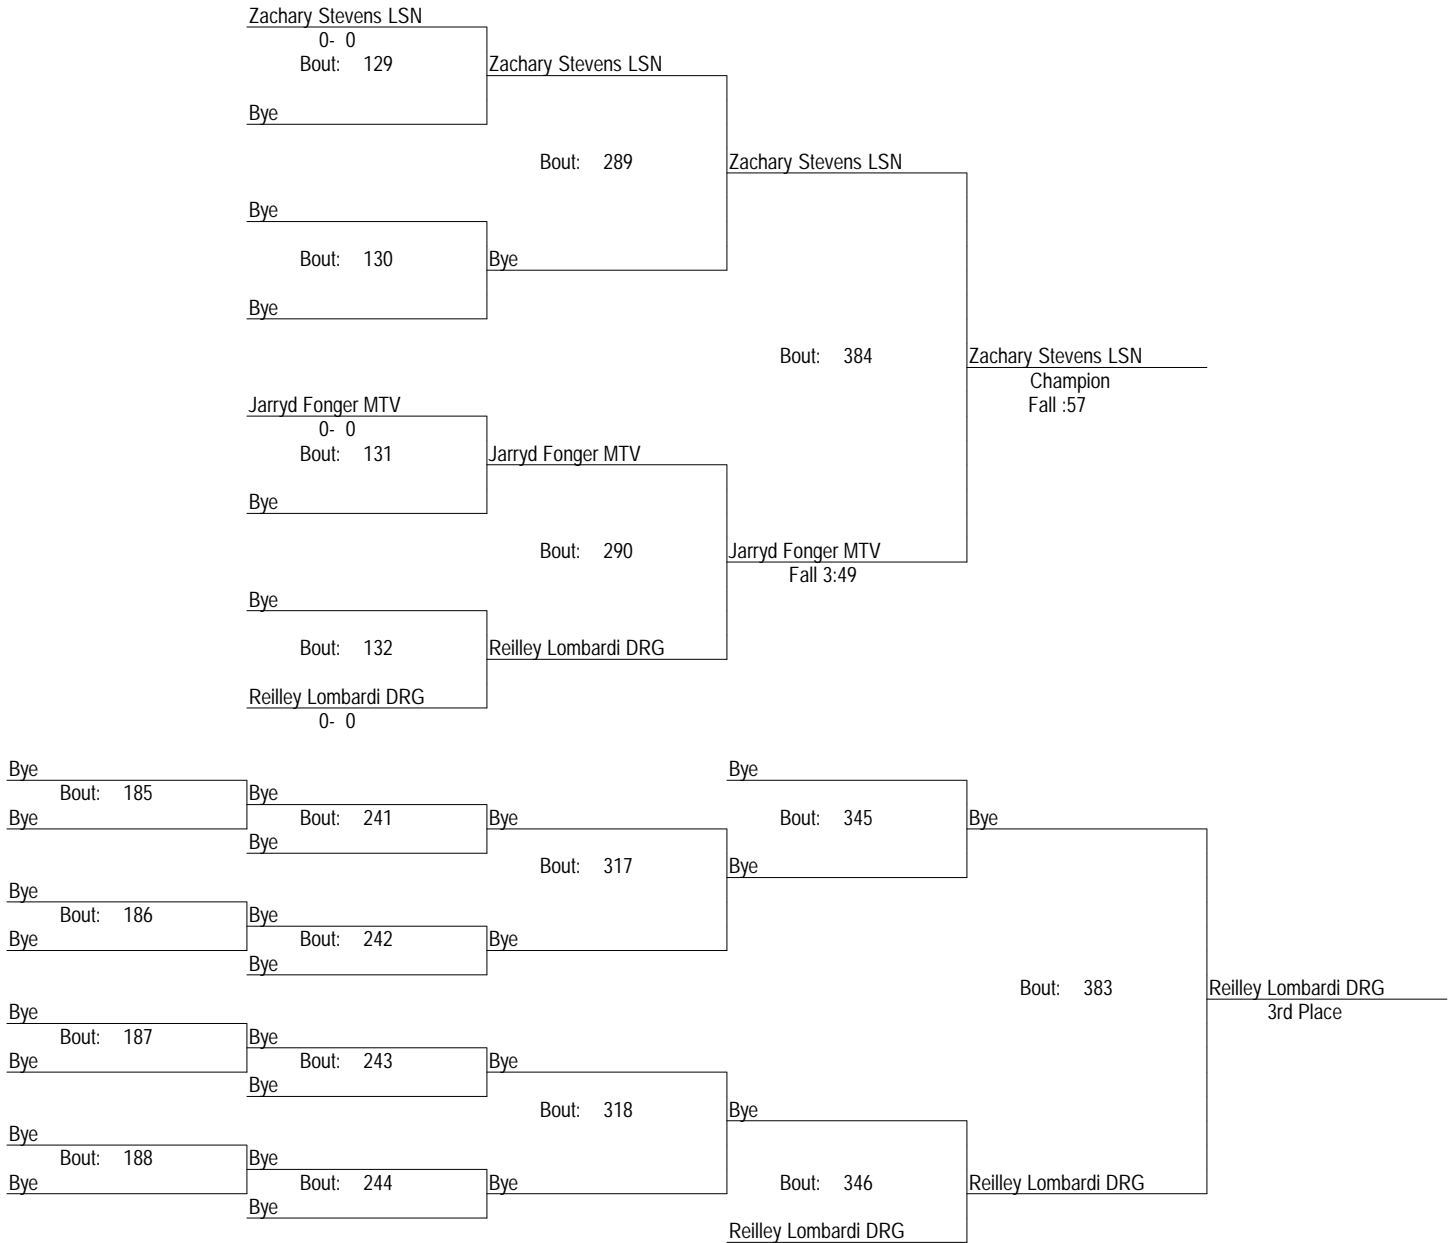 Zachary Stevens LSN
0- 0
Bout: 129
Zachary Stevens LSN
Bye
Bout: 289
Zachary Stevens LSN
Bye
Bout: 130
Bye
Bye
Bout: 384
Zachary Stevens LSN
Champion
Fall :57
Jarryd Fonger MTV
0- 0
Bout: 131
Jarryd Fonger MTV
Bye
Bout: 290
Jarryd Fonger MTV
Fall 3:49
Bye
Bout: 132
Reilley Lombardi DRG
Reilley Lombardi DRG
0- 0
Bye
Bout: 185
Bye
Bye
Bout: 241
Bye
Bye
Bout: 317
Bye
Bout: 345
Bye
Bye
Bye
Bout: 186
Bye
Bye
Bout: 242
Bye
Bye
Bout: 383
Reilley Lombardi DRG
3rd Place
Bye
Bout: 187
Bye
Bye
Bout: 243
Bye
Bye
Bout: 318
Bye
Bye
Bout: 188
Bye
Bye
Bout: 244
Bye
Bye
Bout: 346
Reilley Lombardi DRG
Reilley Lombardi DRG